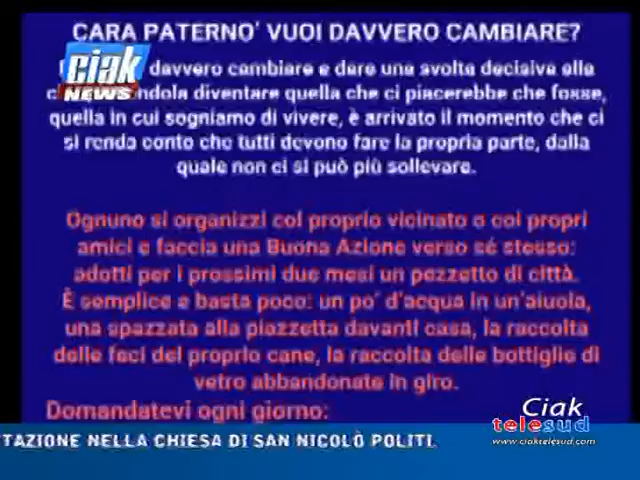 CARA PATERNO' VUOI DAVVERO CAMBIARE?
davvero cambiare e dare una svolta decisiva alla
diventare quella che ci piacerebbe che fosse,
quella in cui sogniamo di vivere, è arrivato il momento che ci
si renda conto che tutti devono fare la propria parte, dalla
quale non ci si può più sollevare.
Ognuno si organizzi col proprio vicinato o coi propri
amici e faccia una Buona Azione verso sé stesso:
adotti per i prossimi due mesi un pezzetto di città.
È semplice e basta poco: un po' d'acqua in un'aiuola,
una spazzata alla piazzetta davanti casa, la raccolta
delle feci del proprio cane, la raccolta delle bottiglie di
vetro abbandonate in giro.
Domandatevi ogni giorno:
ciak
NEWS
Ciak
telesud
www.ciaktelesud.com
TAZIONE NELLA CHIESA DI SAN NICOLÒ POLITI.